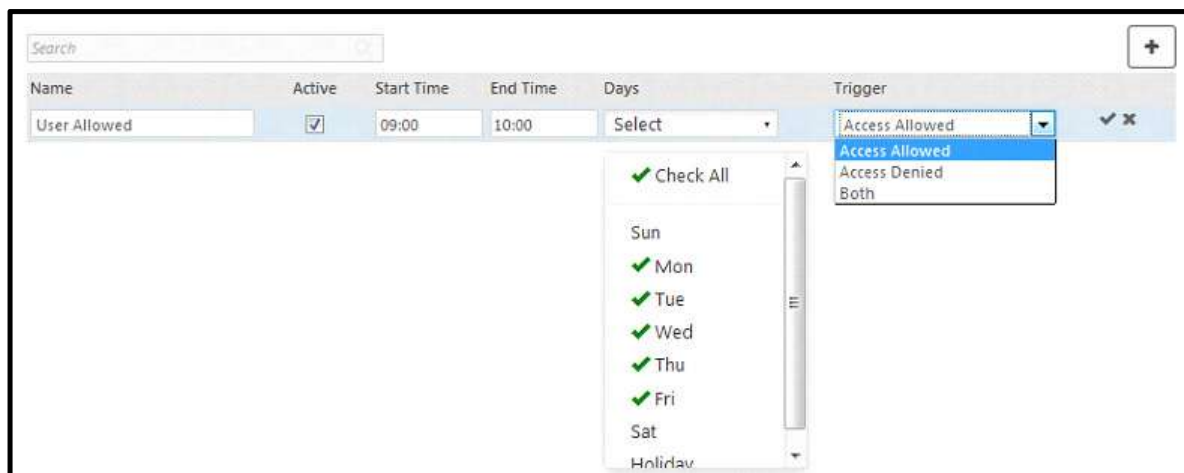 Search
Name Active Start Time End Time Days Trigger
User Allowed 09:00 10:00 Select Access Allowed
Access Allowed
Access Denied
Both
Check All
Sun
Mon
Tue
Wed
Thu
Fri
Sat
Holiday